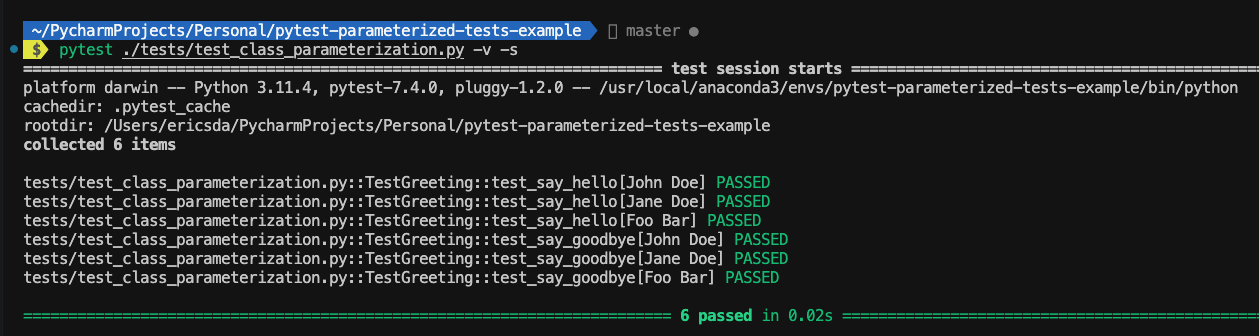 ~/PycharmProjects/Personal/pytest-parameterized-tests-example master
$ pytest ./tests/test_class_parameterization.py -v -s
======================================================================= test session starts ==============================================
platform darwin -- Python 3.11.4, pytest-7.4.0, pluggy-1.2.0 -- /usr/local/anaconda3/envs/pytest-parameterized-tests-example/bin/python
cachedir: .pytest_cache
rootdir: /Users/ericsda/PycharmProjects/Personal/pytest-parameterized-tests-example
collected 6 items
tests/test_class_parameterization.py::TestGreeting::test_say_hello[John Doe] PASSED
tests/test_class_parameterization.py::TestGreeting::test_say_hello[Jane Doe] PASSED
tests/test_class_parameterization.py::TestGreeting::test_say_hello[Foo Bar] PASSED
tests/test_class_parameterization.py::TestGreeting::test_say_goodbye[John Doe] PASSED
tests/test_class_parameterization.py::TestGreeting::test_say_goodbye[Jane Doe] PASSED
tests/test_class_parameterization.py::TestGreeting::test_say_goodbye[Foo Bar] PASSED
======================================================================== 6 passed in 0.02s ===============================================